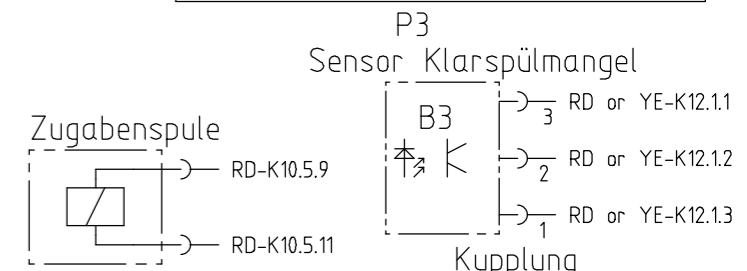 P3
Sensor Klarspülmangel
B3
3 RD or YE-K12.1.1
2 RD or YE-K12.1.2
1 RD or YE-K12.1.3
Kupplung
Zugabenspule
RD-K10.5.9
RD-K10.5.11